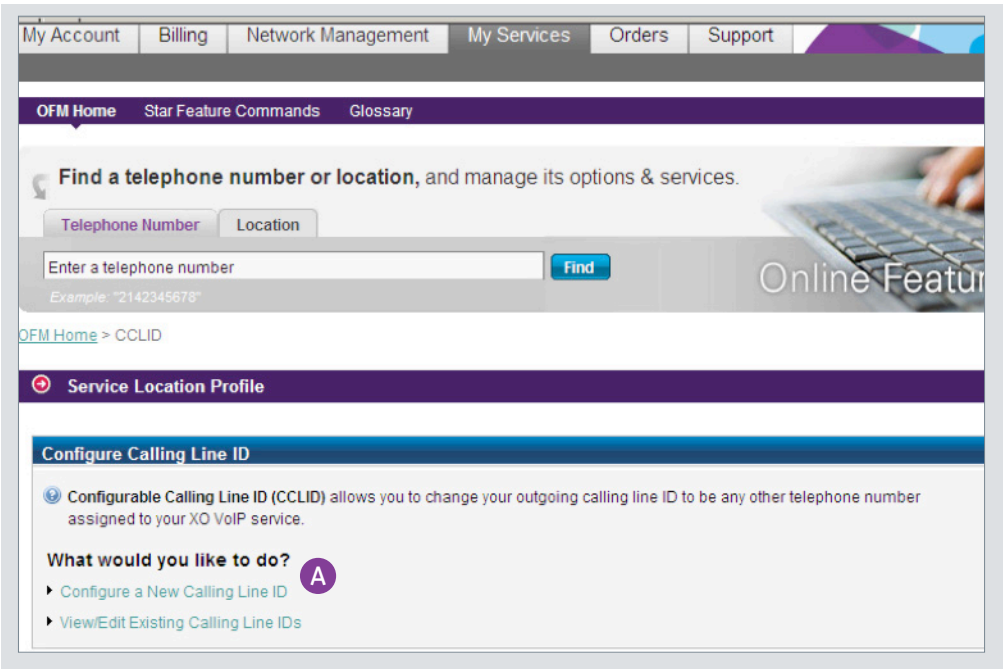 My Account Billing Network Management My Services Orders Support
OFM Home Star Feature Commands Glossary
Find a telephone number or location, and manage its options & services.
Telephone Number Location
Enter a telephone number Find
Example: "2142345678"
Online Featur
OFM Home > CCLID
Service Location Profile
Configure Calling Line ID
Configurable Calling Line ID (CCLID) allows you to change your outgoing calling line ID to be any other telephone number
assigned to your XO VoIP service.
What would you like to do?
A
Configure a New Calling Line ID
View/Edit Existing Calling Line IDs